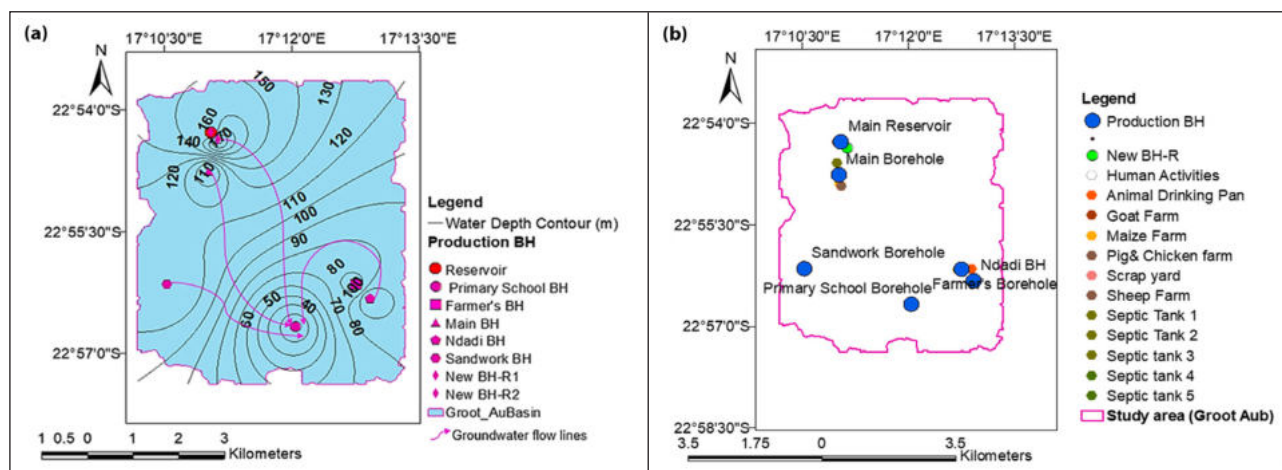 (a)
17°10'30"E 17°12'0"E 17°13'30"E
N
22°54'0"S
22°55'30"S
22°57'0"S
150
130
160
170
140
120
120
110
110
100
90
80
100
50
40
70
60
80
Legend
Water Depth Contour (m)
Production BH
Reservoir
Primary School BH
Farmer's BH
Main BH
Ndadi BH
Sandwork BH
New BH-R1
New BH-R2
Groot_AuBasin
Groundwater flow lines
1 0.5 0 1 2 3
Kilometers
(b)
17°10'30"E 17°12'0"E 17°13'30"E
N
22°54'0"S
22°55'30"S
22°57'0"S
22°58'30"S
Main Reservoir
Main Borehole
Sandwork Borehole
Ndadi BH
Primary School Borehole
Farmer's Borehole
Legend
Production BH
New BH-R
Human Activities
Animal Drinking Pan
Goat Farm
Maize Farm
Pig& Chicken farm
Scrap yard
Sheep Farm
Septic Tank 1
Septic Tank 2
Septic tank 3
Septic tank 4
Septic tank 5
Study area (Groot Aub)
3.5 1.75 0 3.5
Kilometers